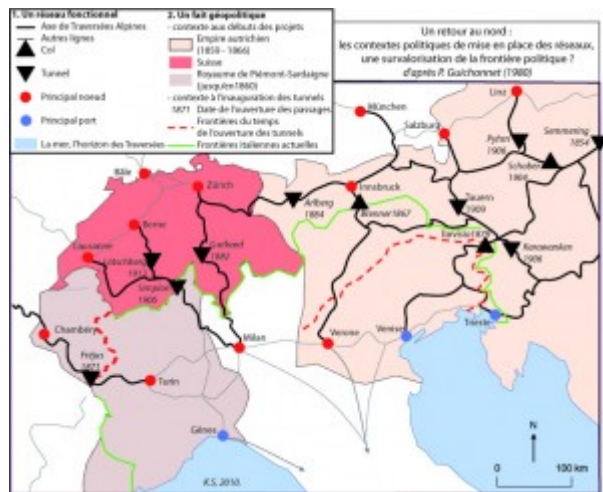 1. Un réseau fonctionnel
Axe de Traversées Alpines
Autres lignes
Col
Tunnel
Principal noeud
Principal port
La mer, l'horizon des Traversées
2. Un fait géopolitique
- contexte aux débuts des projets
Empire autrichien
(1859 - 1866)
Suisse
Royaume de Piémont-Sardaigne
(jusqu'en 1860)
- contexte à l'inauguration des tunnels
1871 Date de l'ouverture des passages
Frontières du temps
de l'ouverture des tunnels
Frontières italiennes actuelles
Un retour au nord :
les contextes politiques de mise en place des réseaux,
une survalorisation de la frontière politique ?
d'après P. Guichonnet (1980)
Linz
München
Salzburg
Pyhrn
1906
Semmering
1854
Schober
Bâle
Zürich
Innsbruck
Arlberg
1884
Brenner 1867
Tauern
1909
Berne
Lausanne
Lötschberg
1913
Gothard
1882
Simplon
1906
Tarvisio
Karawanken
1906
Chambéry
Fréjus
1871
Turin
Milan
Verone
Venise
Trieste
Gênes
K.S. 2010.
N
0 100 km